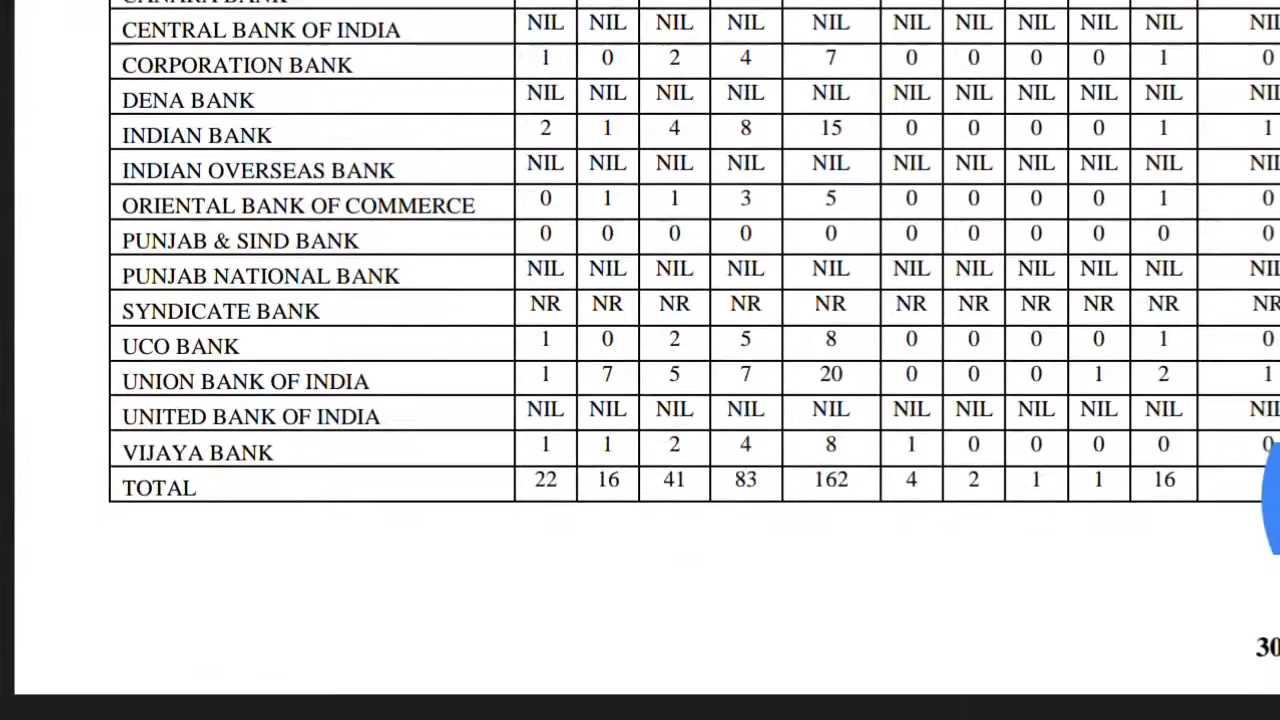 CANARA BANK
CENTRAL BANK OF INDIA NIL NIL NIL NIL NIL NIL NIL NIL NIL NIL
CORPORATION BANK 1 0 2 4 7 0 0 0 1 0
DENA BANK NIL NIL NIL NIL NIL NIL NIL NIL NIL
INDIAN BANK 2 1 4 8 15 0 0 0 1 1
INDIAN OVERSEAS BANK NIL NIL NIL NIL NIL NIL NIL NIL NIL
ORIENTAL BANK OF COMMERCE 0 1 1 3 5 0 0 0 0 1 0
PUNJAB & SIND BANK 0 0 0 0 0 0 0 0 0 0 0
PUNJAB NATIONAL BANK NIL NIL NIL NIL NIL NIL NIL NIL NIL
SYNDICATE BANK NR NR NR NR NR NR NR NR NR NR NR
UCO BANK 1 0 2 5 8 0 0 0 0 1 0
UNION BANK OF INDIA 1 7 5 7 20 0 0 0 1 2 1
UNITED BANK OF INDIA NIL NIL NIL NIL NIL NIL NIL NIL NIL NIL
VIJAYA BANK 1 1 2 4 8 1 0 0 0 0 0
TOTAL 22 16 41 83 162 4 2 1 1 16
30